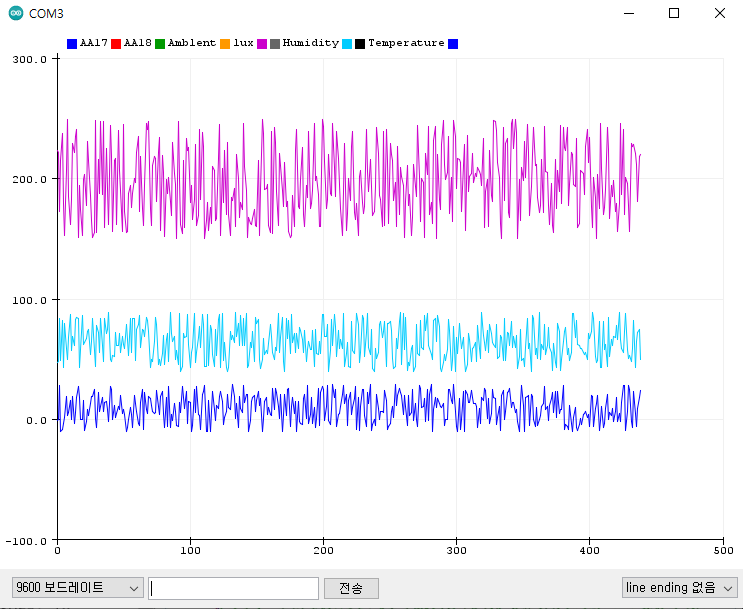 COM3
AA17 AA18 Amblent lux Humidity Temperature
300.0
200.0
100.0
0.0
-100.0
0 100 200 300 400 500
9600 보드레이트 전송 line ending 없음